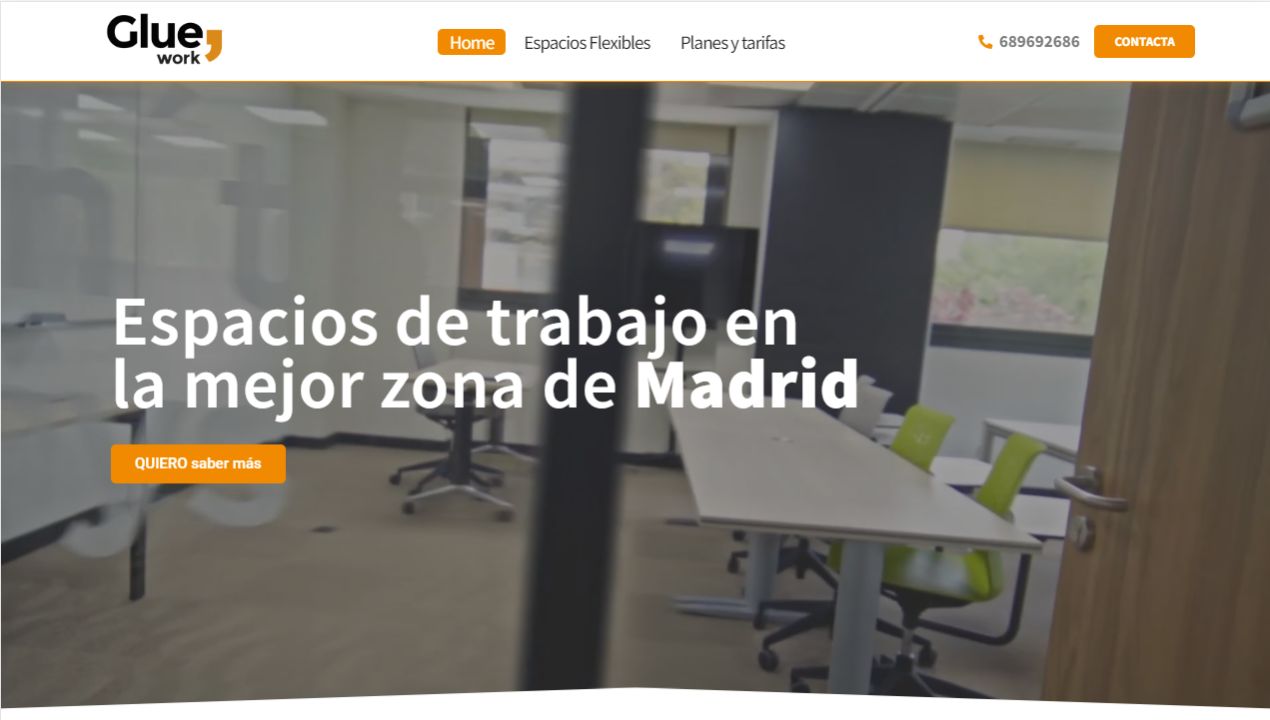 Glue
work
Home
Espacios Flexibles
Planes y tarifas
689692686
CONTACTA
Espacios de trabajo en
la mejor zona de Madrid
QUIERO saber más